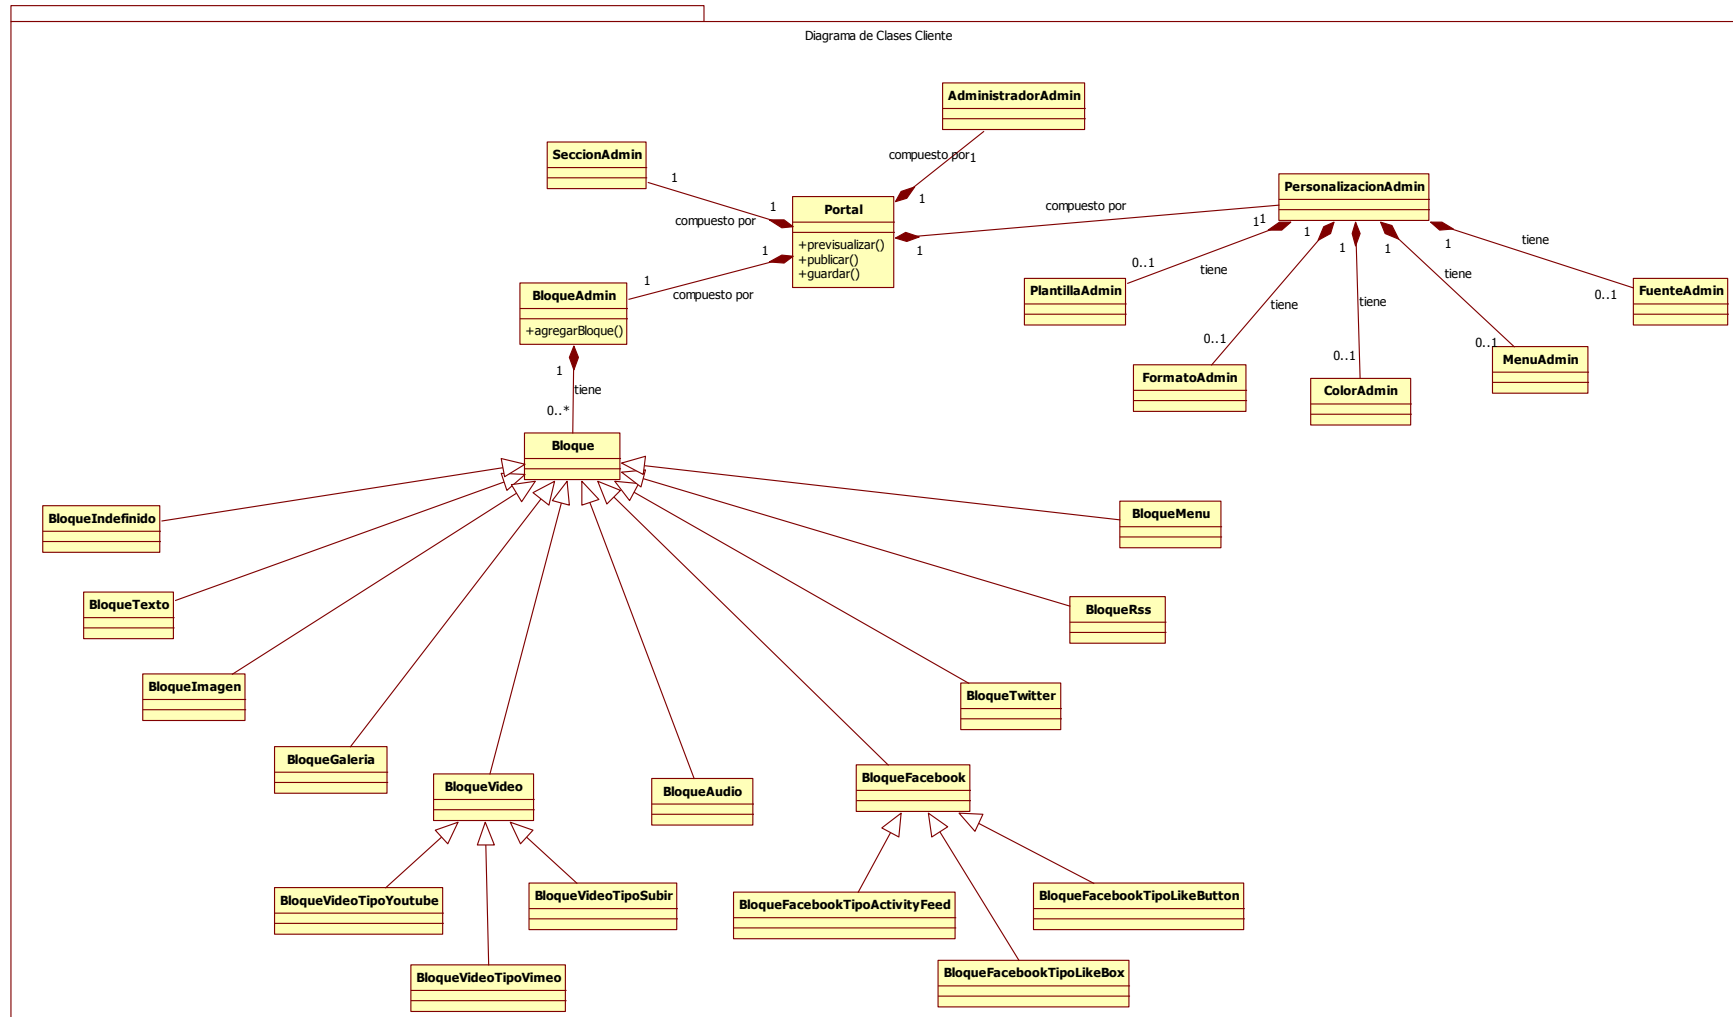 Diagrama de Clases Cliente
AdministradorAdmin
compuesto por
1
1
SeccionAdmin
1
1
compuesto por
Portal
+previsualizar()
+publicar()
+guardar()
PersonalizacionAdmin
compuesto por
1
1
1
compuesto por
BloqueAdmin
+agregarBloque()
1
tiene
0..*
1
0..1
tiene
PlantillaAdmin
1
1
tiene
0..1
FormatoAdmin
1
tiene
0..1
ColorAdmin
1
tiene
0..1
MenuAdmin
1
tiene
0..1
FuenteAdmin
Bloque
BloqueIndefinido
BloqueMenu
BloqueTexto
BloqueRss
BloqueImagen
BloqueTwitter
BloqueGaleria
BloqueVideo
BloqueAudio
BloqueFacebook
BloqueVideoTipoYoutube
BloqueVideoTipoSubir
BloqueFacebookTipoActivityFeed
BloqueFacebookTipoLikeButton
BloqueVideoTipoVimeo
BloqueFacebookTipoLikeBox